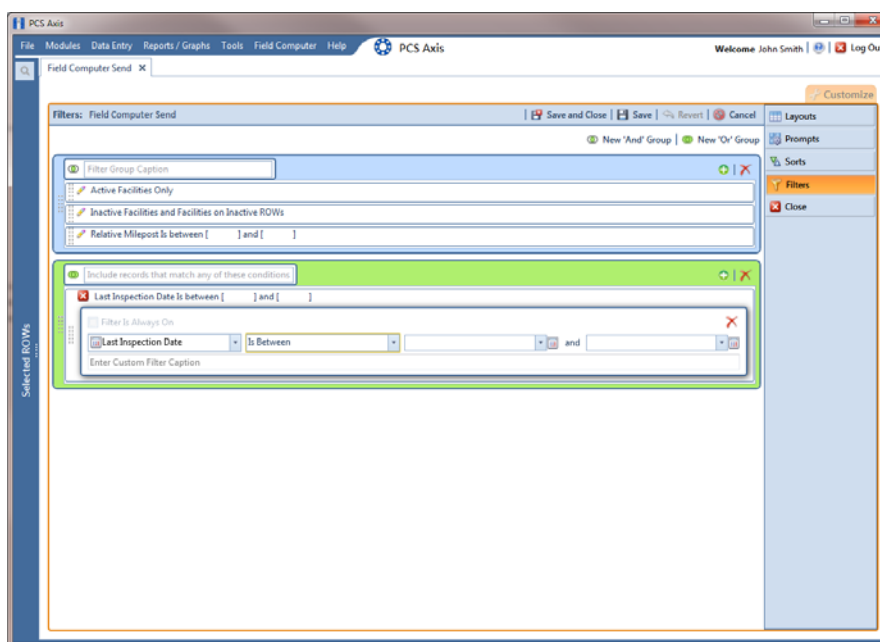 PCS Axis
File Modules Data Entry Reports / Graphs Tools Field Computer Help PCS Axis Welcome John Smith | Log Ou
Field Computer Send
Customize
Filters: Field Computer Send | Save and Close | Save | Revert | Cancel
Layouts
New 'And' Group | New 'Or' Group
Prompts
Sorts
Filters
Close
Filter Group Caption
Active Facilities Only
Inactive Facilities and Facilities on Inactive ROWs
Relative Milepost Is between [ ] and [ ]
Include records that match any of these conditions
Last Inspection Date Is between [ ] and [ ]
Filter Is Always On
Last Inspection Date Is Between and
Enter Custom Filter Caption
Selected ROWs